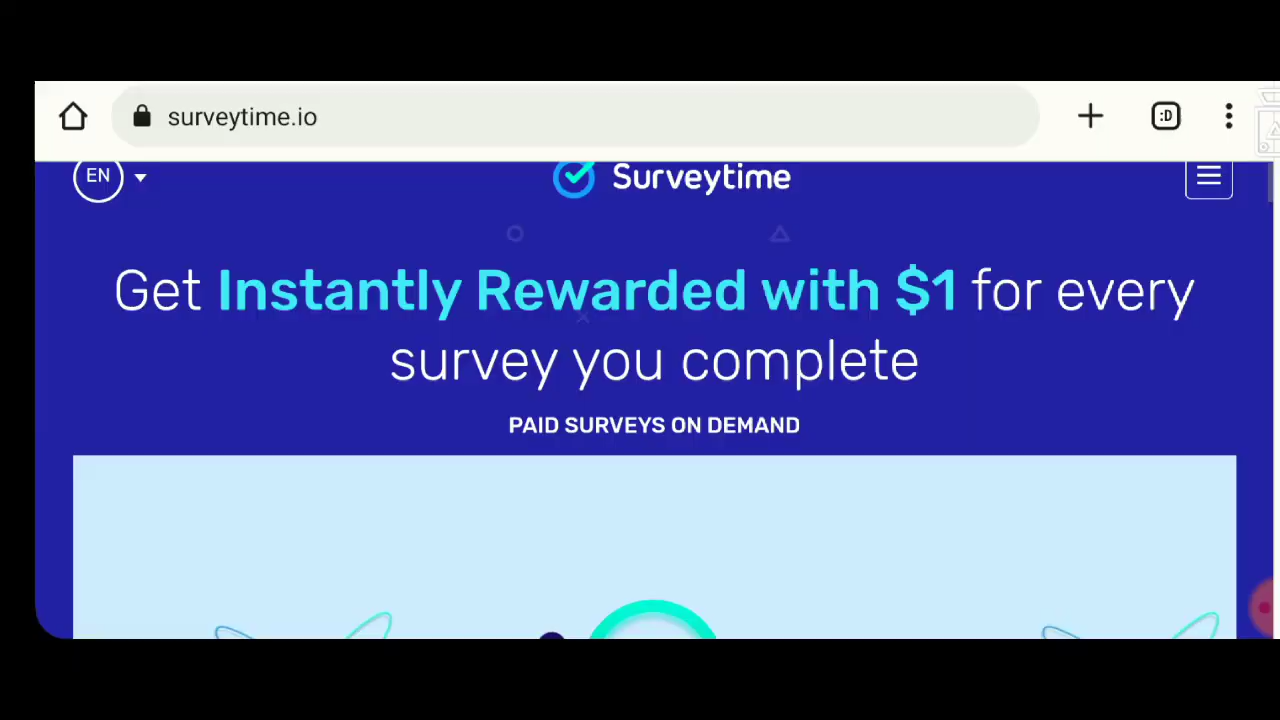 surveytime.io
:D
EN
Surveytime
Get Instantly Rewarded with $1 for every
survey you complete
PAID SURVEYS ON DEMAND